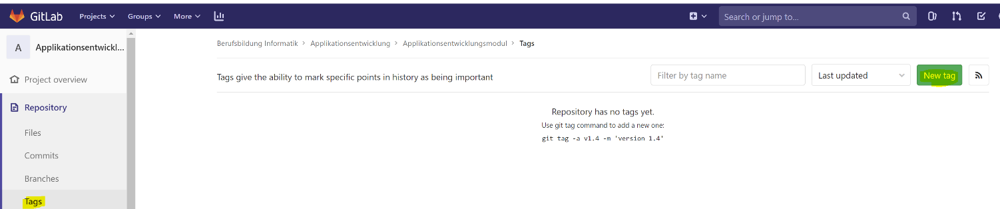 GitLab Projects Groups More Search or jump to...
A Applikationsentwickl...
Berufsbildung Informatik > Applikationsentwicklung > Applikationsentwicklungsmodul > Tags
Tags give the ability to mark specific points in history as being important
Filter by tag name
Last updated
New tag
Project overview
Repository
Files
Commits
Branches
Tags
Repository has no tags yet.
Use git tag command to add a new one:
git tag -a v1.4 -m 'version 1.4'